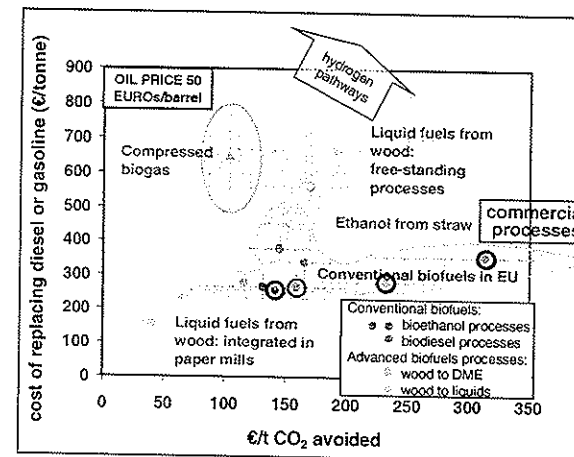 hydrogen
pathways
cost of replacing diesel or gasoline (€/tonne)
900
800
700
600
500
400
300
200
100
0
OIL PRICE 50
EUROs/barrel
Compressed
biogas
Liquid fuels from
wood:
free-standing
processes
Ethanol from straw
commercia
processes
Conventional biofuels in EU
Liquid fuels from
wood: integrated in
paper mills
Conventional biofuels:
bioethanol processes
biodiesel processes
Advanced biofuels processes:
wood to DME
wood to liquids
0 50 100 150 200 250 300 350
€/t CO₂ avoided